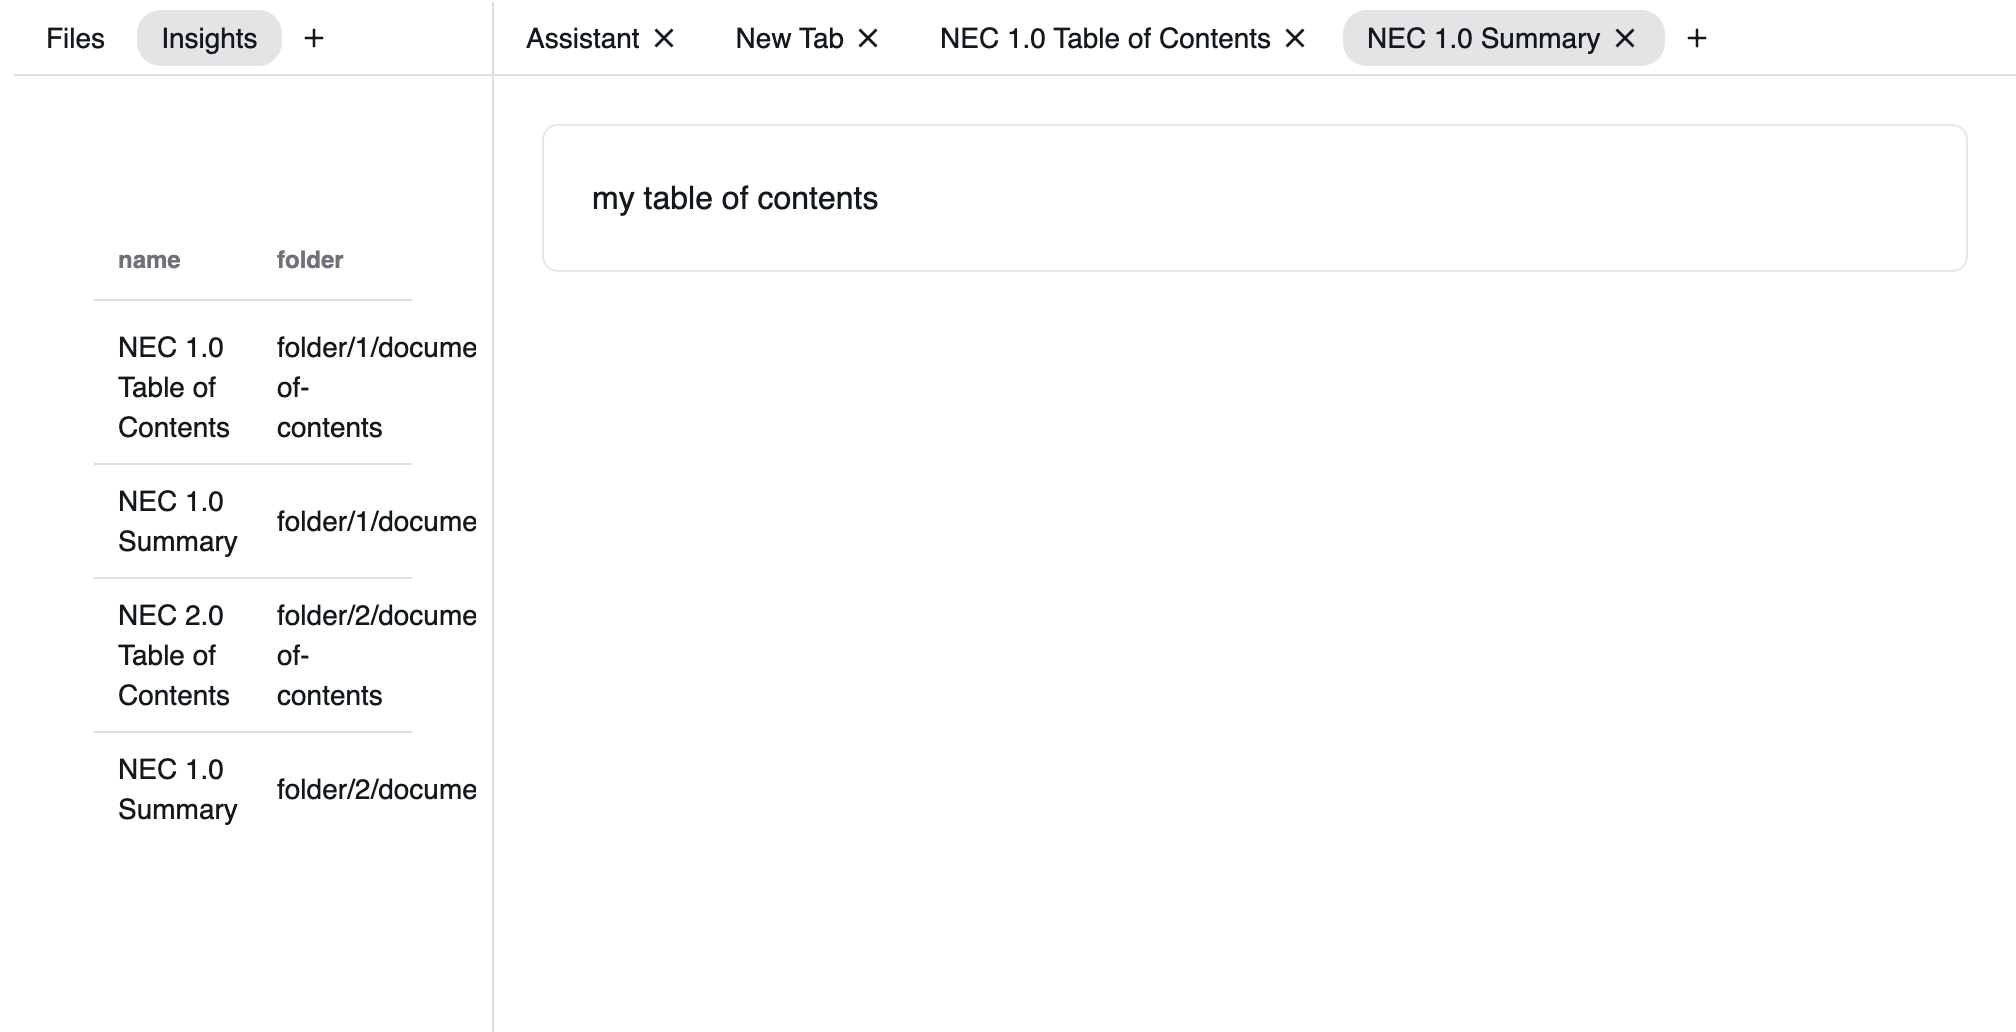 Files Insights +
Assistant × New Tab × NEC 1.0 Table of Contents × NEC 1.0 Summary × +
name folder
NEC 1.0 Table of Contents
folder/1/docume
of-
contents
NEC 1.0 Summary
folder/1/docume
NEC 2.0 Table of Contents
folder/2/docume
of-
contents
NEC 1.0 Summary
folder/2/docume
my table of contents